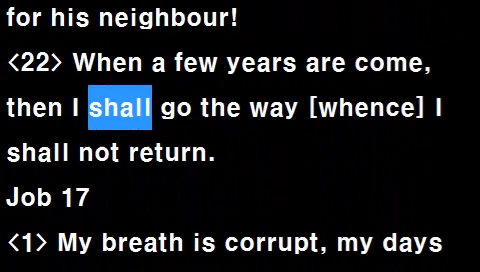 for his neighbour!
<22> When a few years are come,
then I shall go the way [whence] I
shall not return.
Job 17
<1> My breath is corrupt, my days